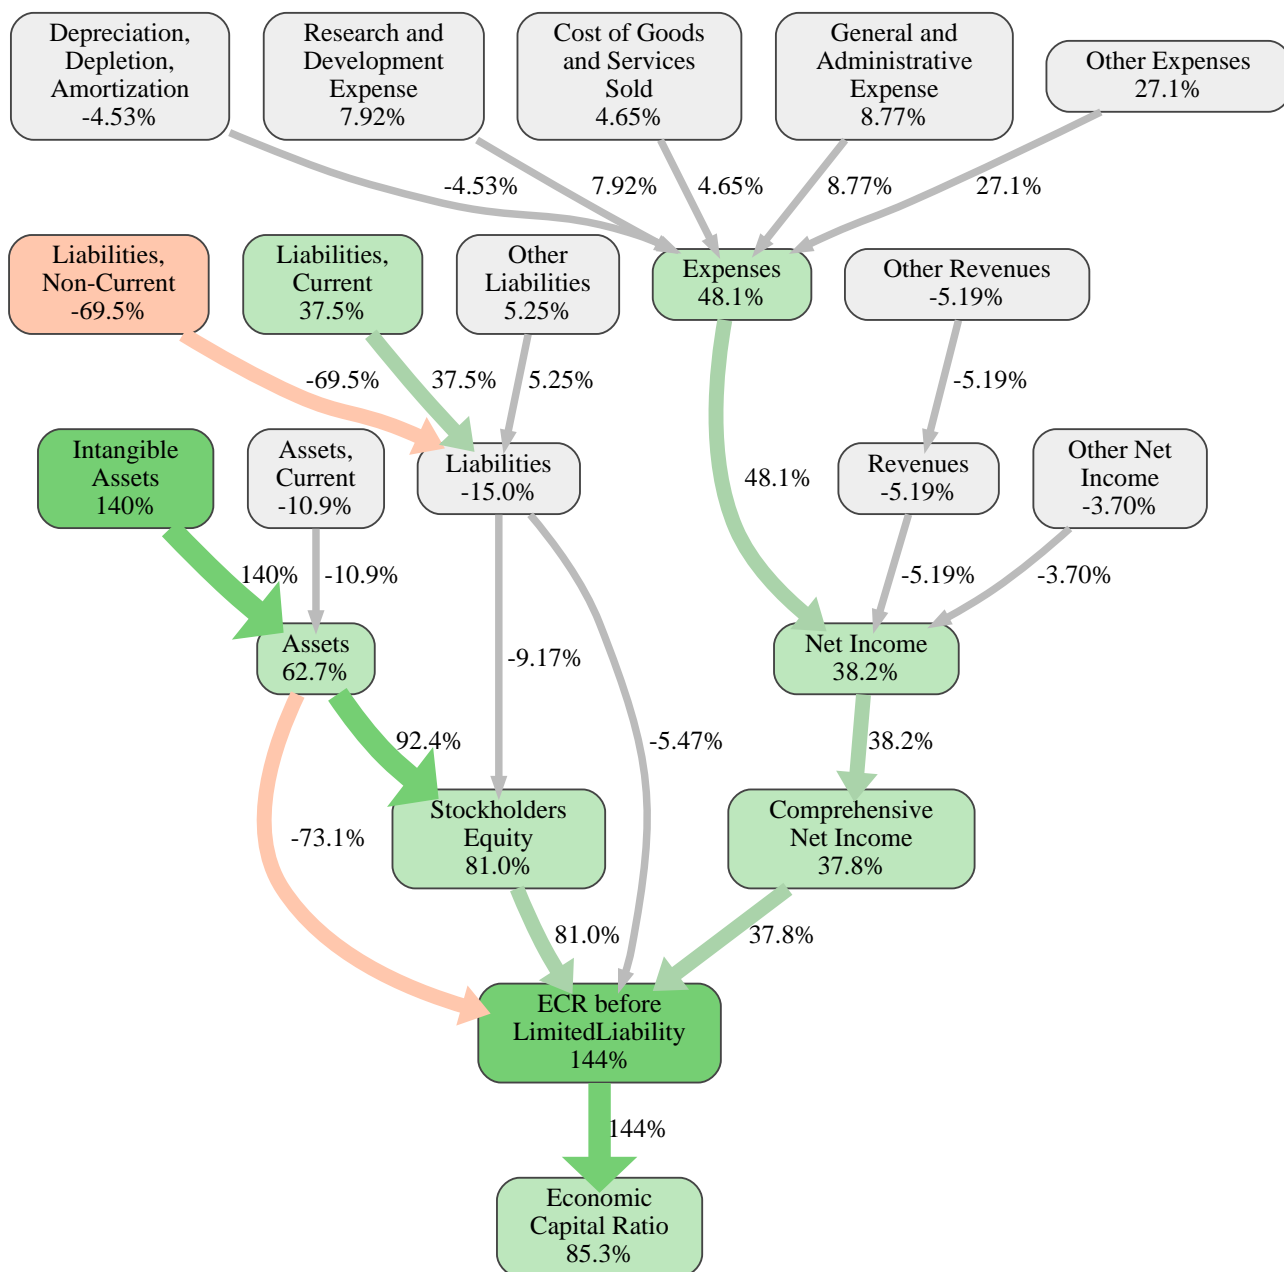 Depreciation,
Depletion,
Amortization
-4.53%
Research and
Development
Expense
7.92%
Cost of Goods
and Services
Sold
4.65%
General and
Administrative
Expense
8.77%
Other Expenses
27.1%
-4.53%
7.92%
4.65%
8.77%
27.1%
Liabilities,
Non-Current
-69.5%
Liabilities,
Current
37.5%
Other
Liabilities
5.25%
Expenses
48.1%
Other Revenues
-5.19%
-69.5%
37.5%
5.25%
-5.19%
Intangible
Assets
140%
Assets,
Current
-10.9%
Liabilities
-15.0%
48.1%
Revenues
-5.19%
Other Net
Income
-3.70%
140%
-10.9%
-5.19%
-3.70%
Assets
62.7%
-9.17%
Net Income
38.2%
92.4%
-5.47%
38.2%
-73.1%
Stockholders
Equity
81.0%
Comprehensive
Net Income
37.8%
81.0%
37.8%
ECR before
LimitedLiability
144%
144%
Economic
Capital Ratio
85.3%